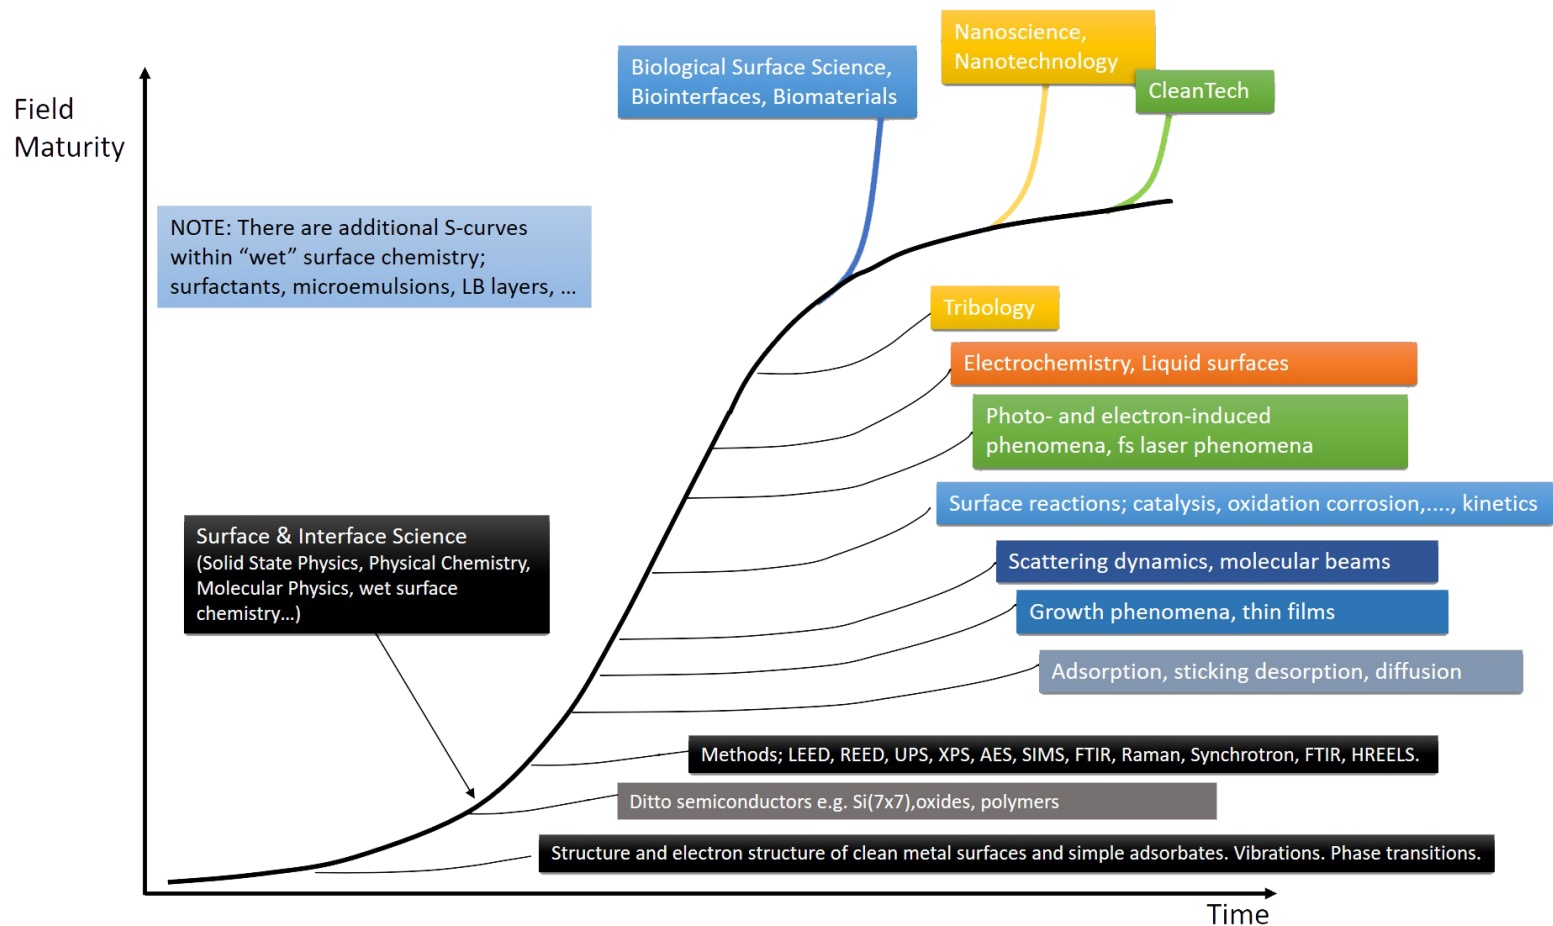 Nanoscience,
Nanotechnology
Biological Surface Science,
Biointerfaces, Biomaterials
CleanTech
Field
Maturity
NOTE: There are additional S-curves
within “wet” surface chemistry;
surfactants, microemulsions, LB layers, …
Tribology
Electrochemistry, Liquid surfaces
Photo- and electron-induced
phenomena, fs laser phenomena
Surface reactions; catalysis, oxidation corrosion,...., kinetics
Surface & Interface Science
(Solid State Physics, Physical Chemistry,
Molecular Physics, wet surface
chemistry…)
Scattering dynamics, molecular beams
Growth phenomena, thin films
Adsorption, sticking desorption, diffusion
Methods; LEED, REED, UPS, XPS, AES, SIMS, FTIR, Raman, Synchrotron, FTIR, HREELS.
Ditto semiconductors e.g. Si(7x7),oxides, polymers
Structure and electron structure of clean metal surfaces and simple adsorbates. Vibrations. Phase transitions.
Time